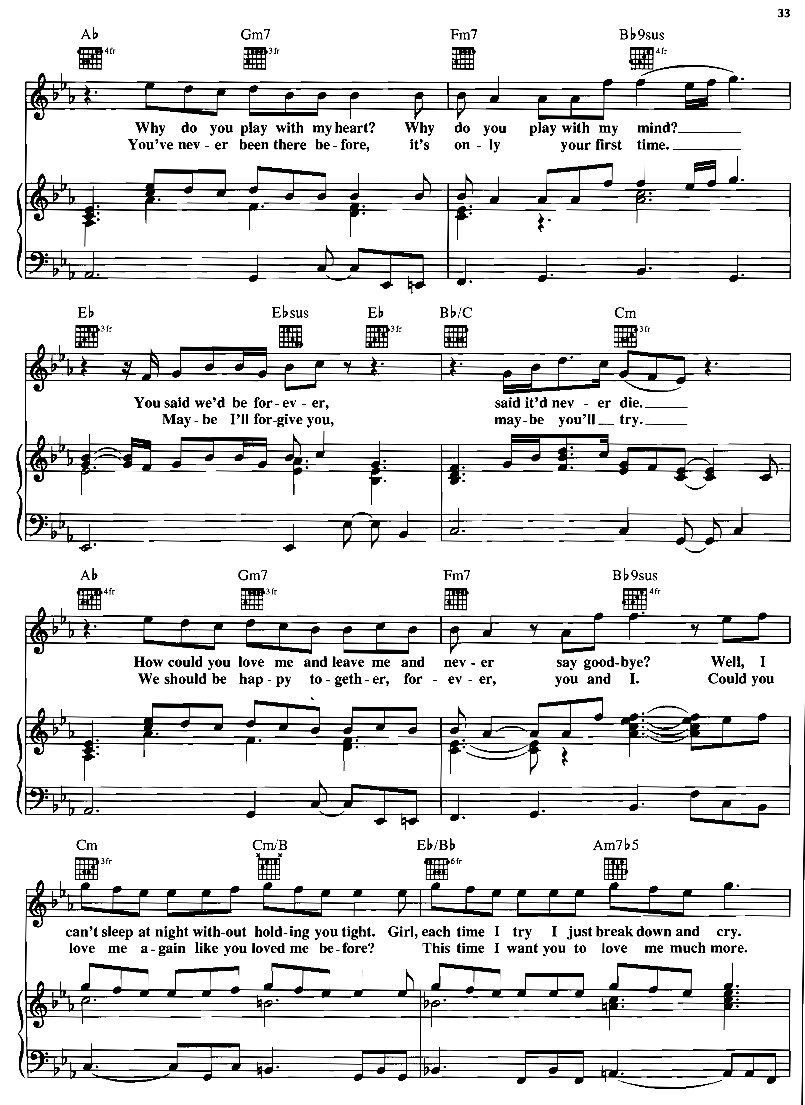 33
A♭ Gm7 Fm7 B♭9sus
4fr 3fr 4fr
Why do you play with my heart? Why do you play with my mind?
You've nev - er been there be - fore, it's on - ly your first time.
E♭ E♭sus E♭ B♭/C Cm
3fr 3fr 3fr
You said we'd be for - ev - er, said it'd nev - er die.
May - be I'll for - give you, may - be you'll try.
A♭ Gm7 Fm7 B♭9sus
4fr 3fr 4fr
How could you love me and leave me and nev - er say good - bye? Well, I
We should be hap - py to - geth - er, for - ev - er, you and I. Could you
Cm Cm/B E♭/B♭ Am7♭5
3fr x x 6fr
can't sleep at night with - out hold - ing you tight. Girl, each time I try I just break down and cry.
love me a - gain like you loved me be - fore? This time I want you to love me much more.